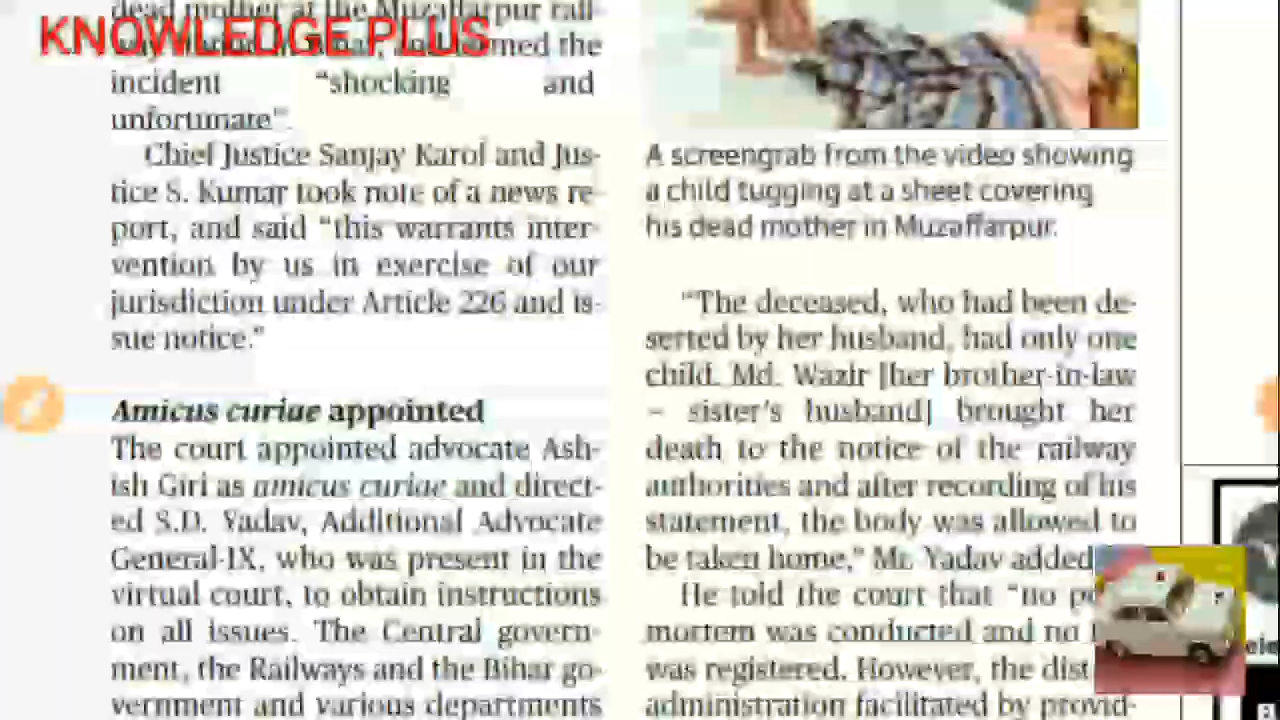 KNOWLEDGE PLUS
dead mother at the Muzaffarpur rail-
med the
incident “shocking and
unfortunate”.
Chief Justice Sanjay Karol and Jus-
tice S. Kumar took note of a news re-
port, and said “this warrants inter-
vention by us in exercise of our
jurisdiction under Article 226 and is-
sue notice.”
Amicus curiae appointed
The court appointed advocate Ash-
ish Giri as amicus curiae and direct-
ed S.D. Yadav, Additional Advocate
General-IX, who was present in the
virtual court, to obtain instructions
on all issues. The Central govern-
ment, the Railways and the Bihar go-
vernment and various departments
A screengrab from the video showing
a child tugging at a sheet covering
his dead mother in Muzaffarpur.
“The deceased, who had been de-
serted by her husband, had only one
child. Md. Wazir [her brother-in-law
– sister’s husband] brought her
death to the notice of the railway
authorities and after recording of his
statement, the body was allowed to
be taken home,” Mr. Yadav added
He told the court that “no p
mortem was conducted and no
was registered. However, the dist
administration facilitated by provid-